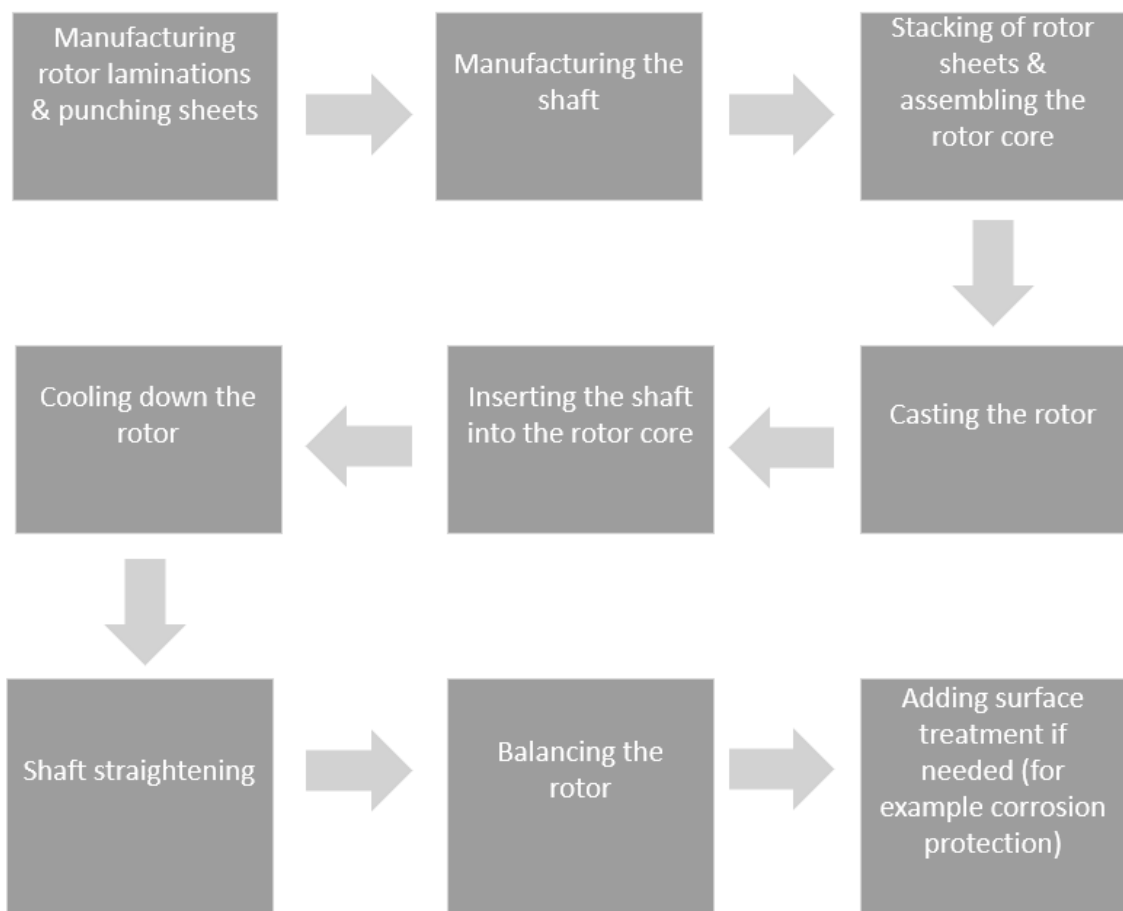 Manufacturing
rotor laminations
& punching sheets
Manufacturing the
shaft
Stacking of rotor
sheets &
assembling the
rotor core
Casting the rotor
Inserting the shaft
into the rotor core
Cooling down the
rotor
Shaft straightening
Balancing the
rotor
Adding surface
treatment if
needed (for
example corrosion
protection)